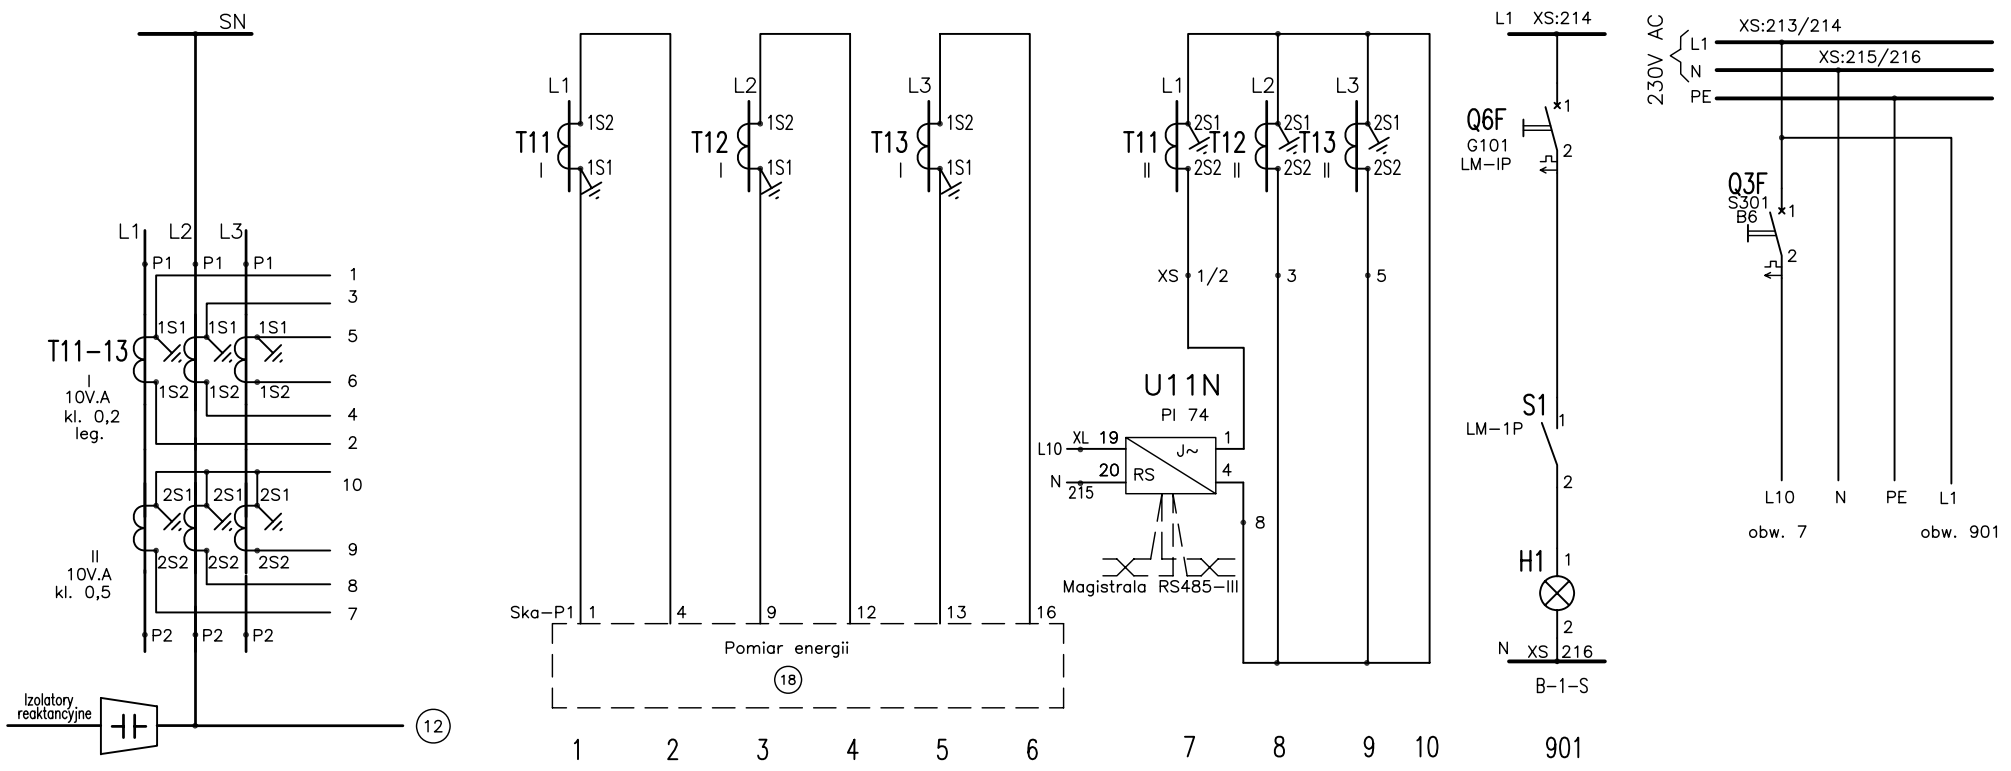 SN
L1 L2 L3
P1 P1 P1
1
3
1S1 1S1 1S1
5
T11-13
I
10V.A
kl. 0,2
leg.
1S2 1S2 1S2
6
4
2
10
2S1 2S1 2S1
II
10V.A
kl. 0,5
2S2 2S2 2S2
9
8
7
P2 P2 P2
Izolatory
reaktancyjne
12
L1 L2 L3
1S2 1S2 1S2
T11 T12 T13
I I I
1S1 1S1 1S1
Ska-P1 1 4 9 12 13 16
Pomiar energii
18
1 2 3 4 5 6
L1 L2 L3
2S1 2S1 2S1
T11 T12 T13
II II II
2S2 2S2 2S2
XS 1/2 3 5
U11N
PI 74
L10 XL 19 J~ 1
N 215 20 RS 4
8
Magistrala RS485-III
7 8 9 10
L1 XS:214
1
Q6F
G101
LM-IP
2
S1
LM-1P
1
2
H1
1
2
N XS 216
B-1-S
901
230V AC
XS:213/214
L1
XS:215/216
N
PE
Q3F
S301
B6
1
2
L10 N PE L1
obw. 7 obw. 901